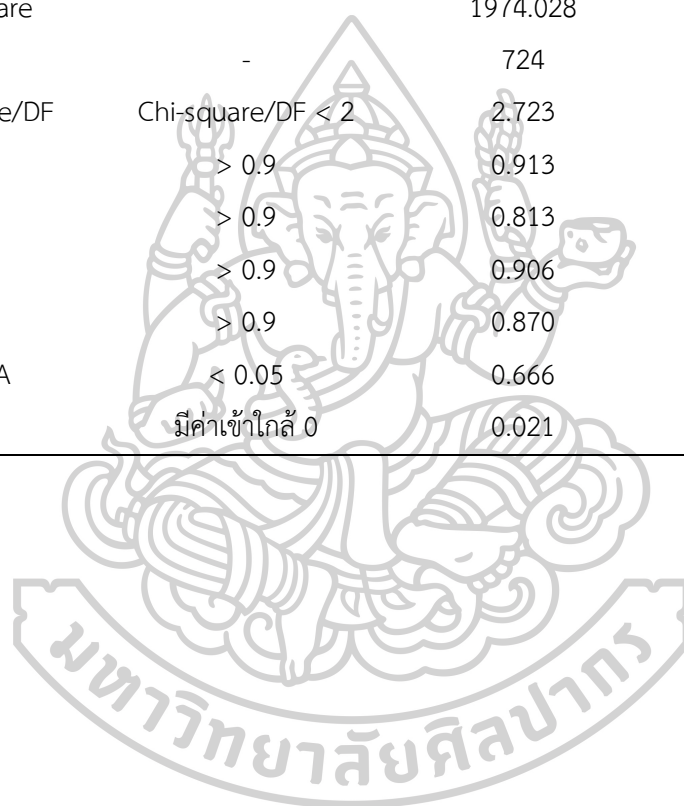 are 1974.028
- 724
e/DF Chi-square/DF < 2 2.723
> 0.9 0.913
> 0.9 0.813
> 0.9 0.906
> 0.9 0.870
A < 0.05 0.666
มีค่าเข้าใกล้ 0 0.021
มหาวิทยาลัยศิลปากร